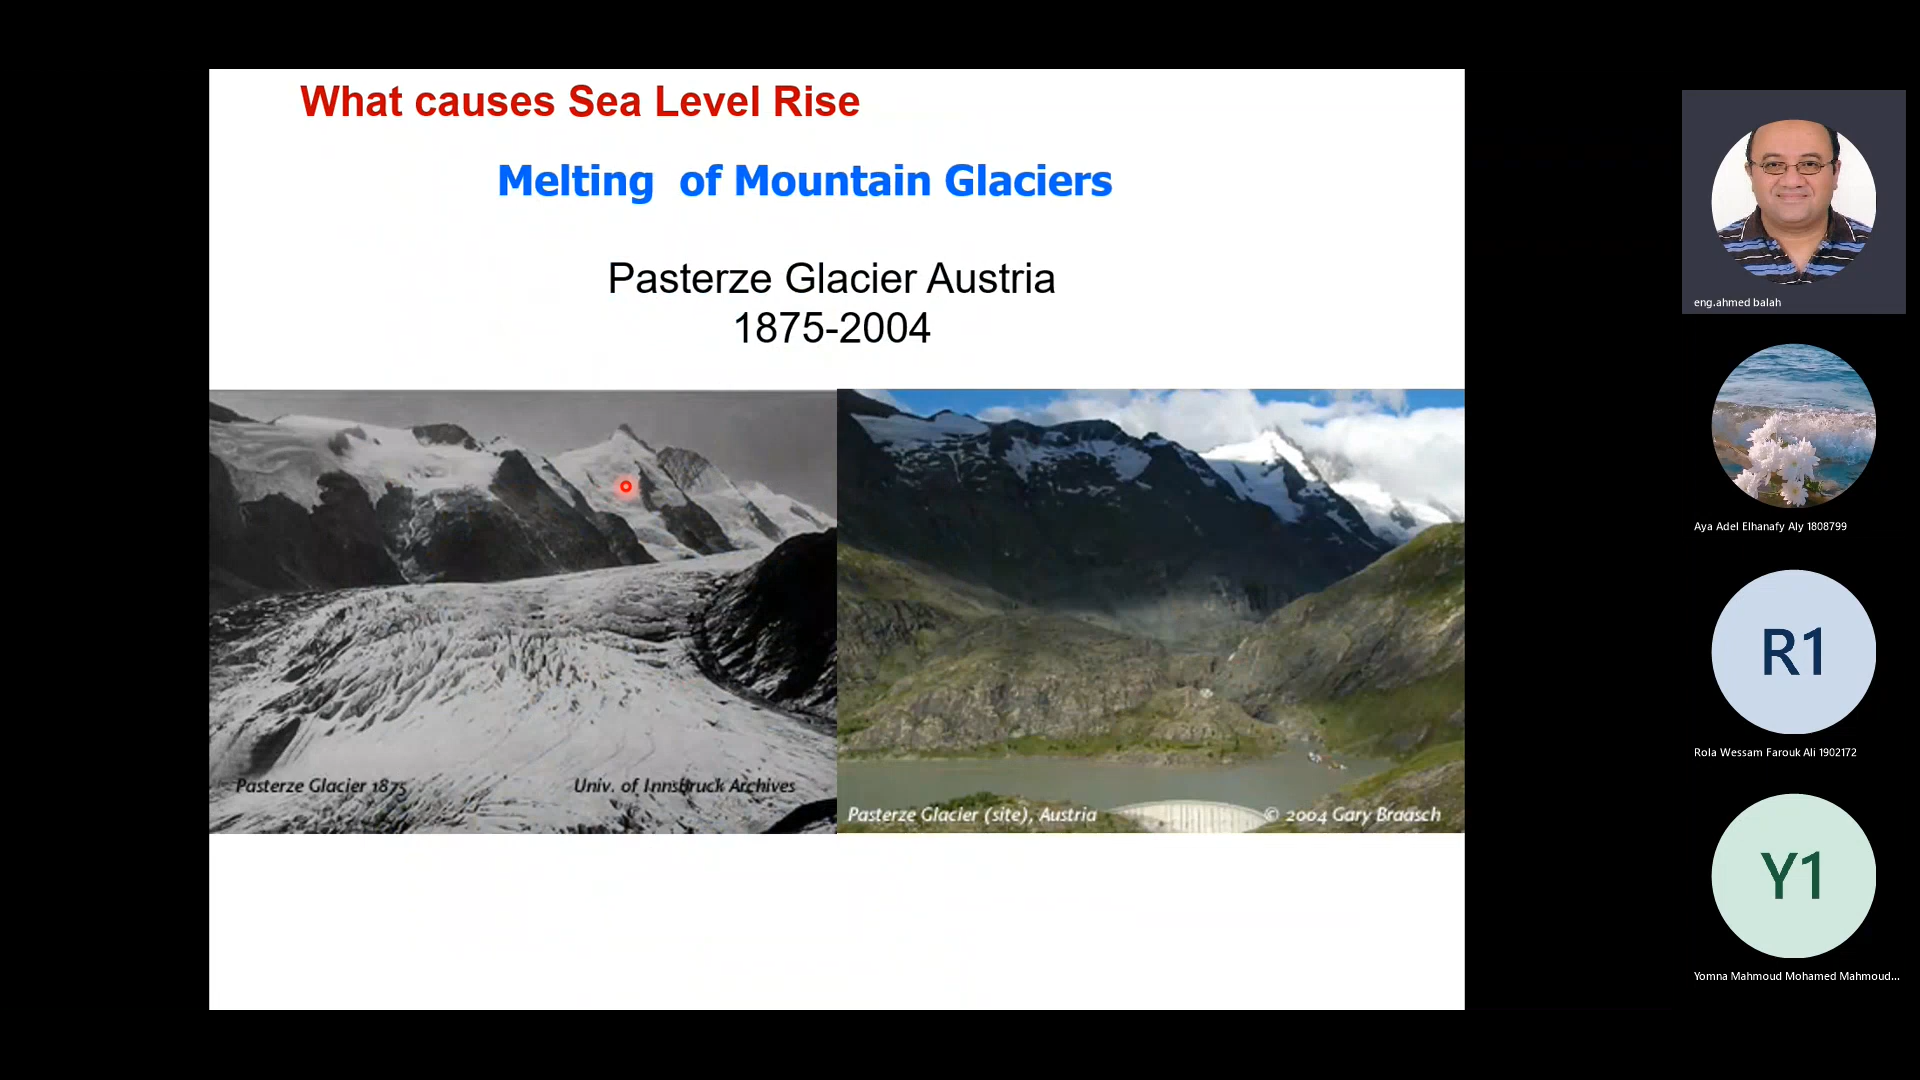 What causes Sea Level Rise
Melting of Mountain Glaciers
Pasterze Glacier Austria
1875-2004
Pasterze Glacier 1875
Univ. of Innsbruck Archives
Pasterze Glacier (site), Austria
© 2004 Gary Braasch
eng.ahmed balah
Aya Adel Elhanafy Aly 1808799
R1
Rola Wessam Farouk Ali 1902172
Y1
Yomna Mahmoud Mohamed Mahmoud...